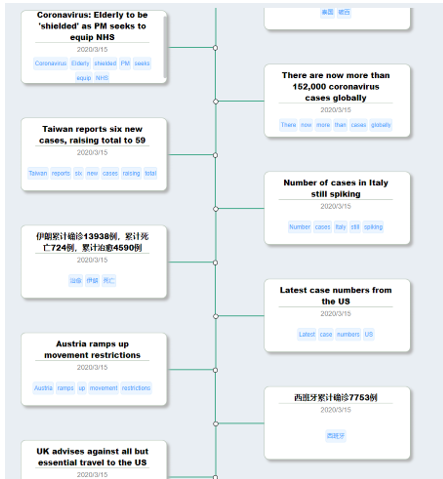 Coronavirus: Elderly to be
'shielded' as PM seeks to
equip NHS
2020/3/15
Coronavirus Elderly shielded PM seeks
equip NHS
美国 彼否
There are now more than
152,000 coronavirus
cases globally
2020/3/15
There now more than cases globally
Taiwan reports six new
cases, raising total to 59
2020/3/15
Taiwan reports six new cases raising total
Number of cases in Italy
still spiking
2020/3/15
Number cases Italy still spiking
伊朗累计确诊13938例，累计死
亡724例，累计治愈4590例
2020/3/15
治愈 伊朗 死亡
Latest case numbers from
the US
2020/3/15
Latest case numbers US
Austria ramps up
movement restrictions
2020/3/15
Austria ramps up movement restrictions
西班牙累计确诊7753例
2020/3/15
西班牙
UK advises against all but
essential travel to the US
2020/3/15